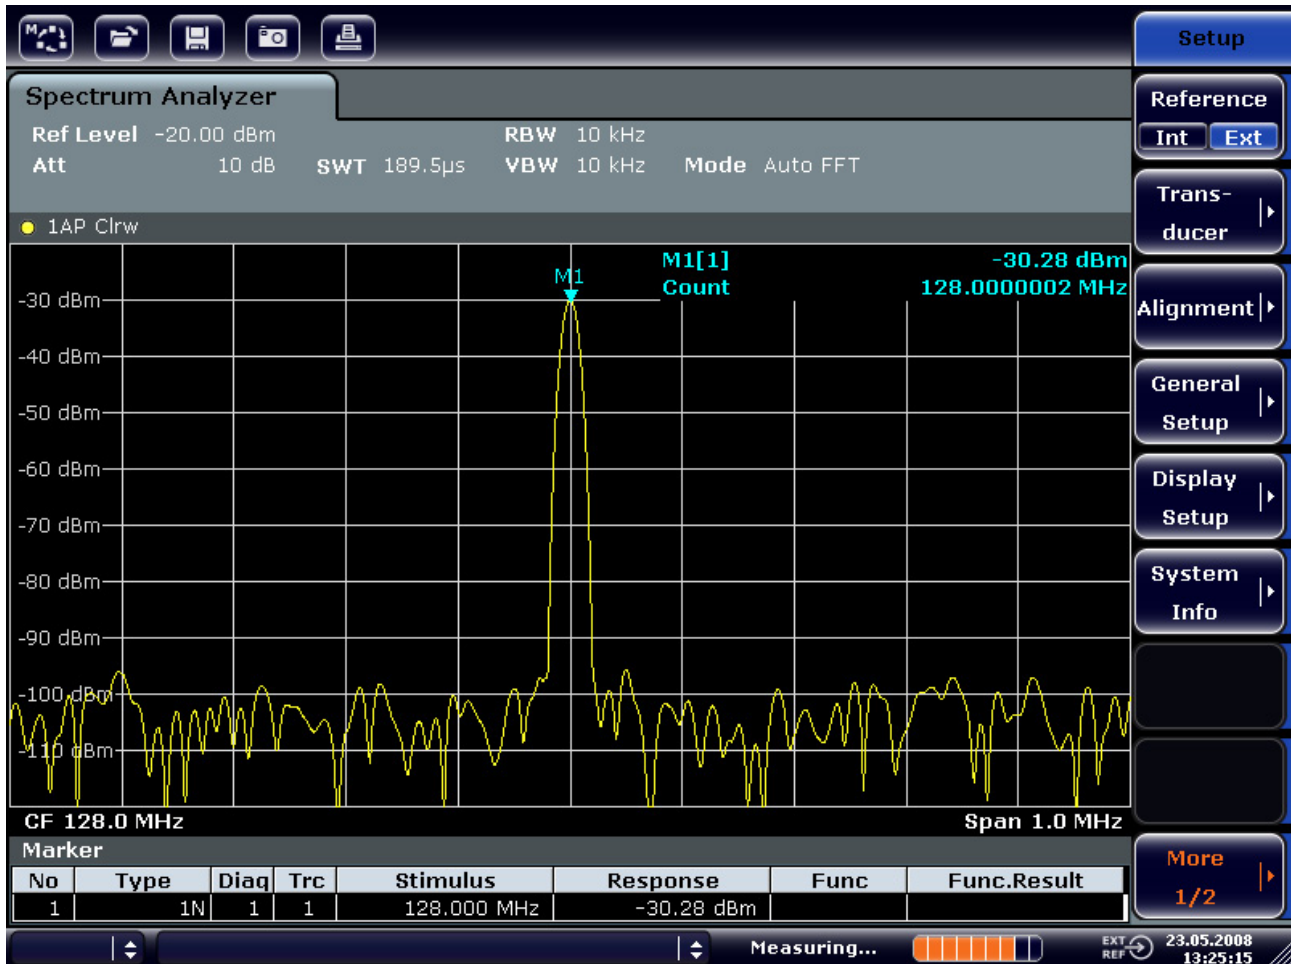 Setup
Spectrum Analyzer
Ref Level -20.00 dBm RBW 10 kHz
Att 10 dB SWT 189.5µs VBW 10 kHz Mode Auto FFT
1AP Clrw
M1[1] -30.28 dBm
M1
Count 128.0000002 MHz
-30 dBm
-40 dBm
-50 dBm
-60 dBm
-70 dBm
-80 dBm
-90 dBm
-100 dBm
-110 dBm
CF 128.0 MHz Span 1.0 MHz
Marker
No Type Diag Trc Stimulus Response Func Func.Result
1 1N 1 1 128.000 MHz -30.28 dBm
Measuring...
EXT REF
23.05.2008
13:25:15
Reference
Int Ext
Trans-
ducer
Alignment
General
Setup
Display
Setup
System
Info
More
1/2
M